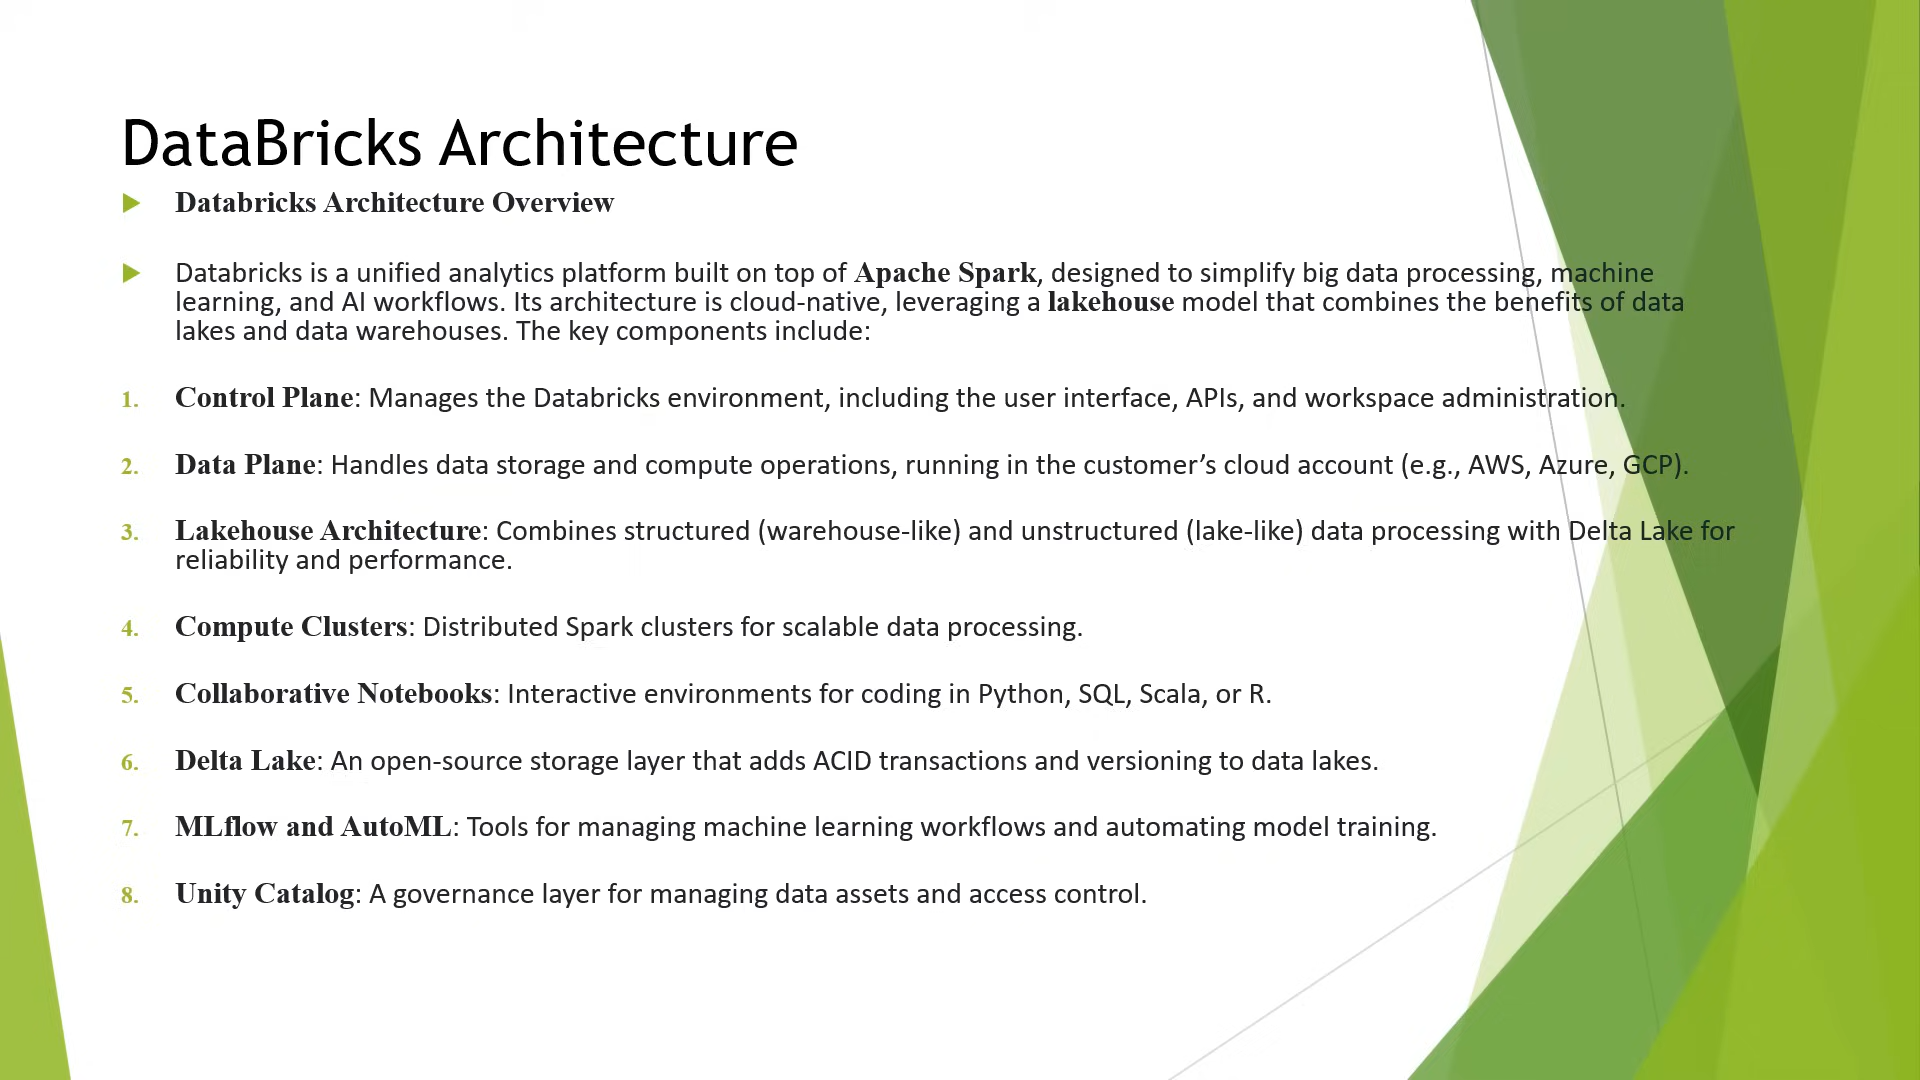 DataBricks Architecture
Databricks Architecture Overview
Databricks is a unified analytics platform built on top of Apache Spark, designed to simplify big data processing, machine
learning, and AI workflows. Its architecture is cloud-native, leveraging a lakehouse model that combines the benefits of data
lakes and data warehouses. The key components include:
1. Control Plane: Manages the Databricks environment, including the user interface, APIs, and workspace administration.
2. Data Plane: Handles data storage and compute operations, running in the customer’s cloud account (e.g., AWS, Azure, GCP).
3. Lakehouse Architecture: Combines structured (warehouse-like) and unstructured (lake-like) data processing with Delta Lake for
reliability and performance.
4. Compute Clusters: Distributed Spark clusters for scalable data processing.
5. Collaborative Notebooks: Interactive environments for coding in Python, SQL, Scala, or R.
6. Delta Lake: An open-source storage layer that adds ACID transactions and versioning to data lakes.
7. MLflow and AutoML: Tools for managing machine learning workflows and automating model training.
8. Unity Catalog: A governance layer for managing data assets and access control.